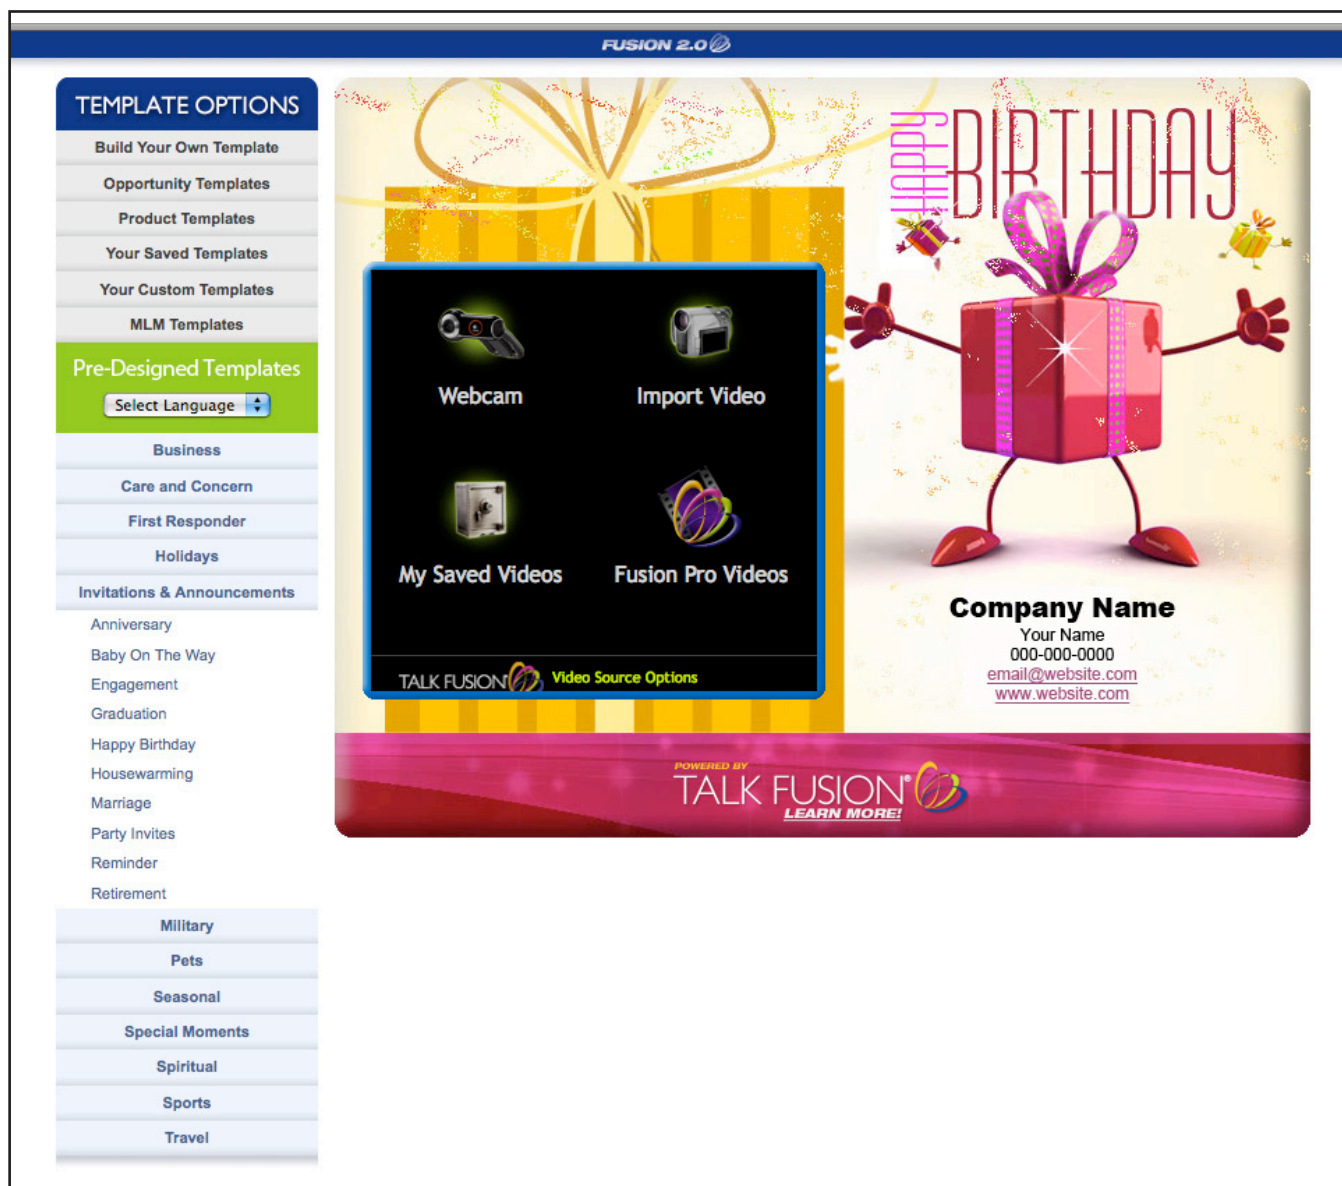 FUSION 2.0
TEMPLATE OPTIONS
Build Your Own Template
Opportunity Templates
Product Templates
Your Saved Templates
Your Custom Templates
MLM Templates
Pre-Designed Templates
Select Language
Business
Care and Concern
First Responder
Holidays
Invitations & Announcements
Anniversary
Baby On The Way
Engagement
Graduation
Happy Birthday
Housewarming
Marriage
Party Invites
Reminder
Retirement
Military
Pets
Seasonal
Special Moments
Spiritual
Sports
Travel
HAPPY
BIRTHDAY
Webcam
Import Video
My Saved Videos
Fusion Pro Videos
TALK FUSION Video Source Options
Company Name
Your Name
000-000-0000
email@website.com
www.website.com
POWERED BY
TALK FUSION®
LEARN MORE!